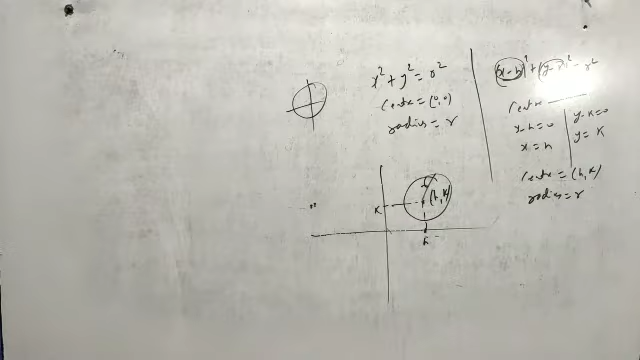 x² + y² = r²
centre = (0,0)
radius = r
(x-h)² + (y-k)² = r²
centre
x-h=0
x=h
y-k=0
y=k
centre = (h,k)
radius = r
k
r
(h,k)
h